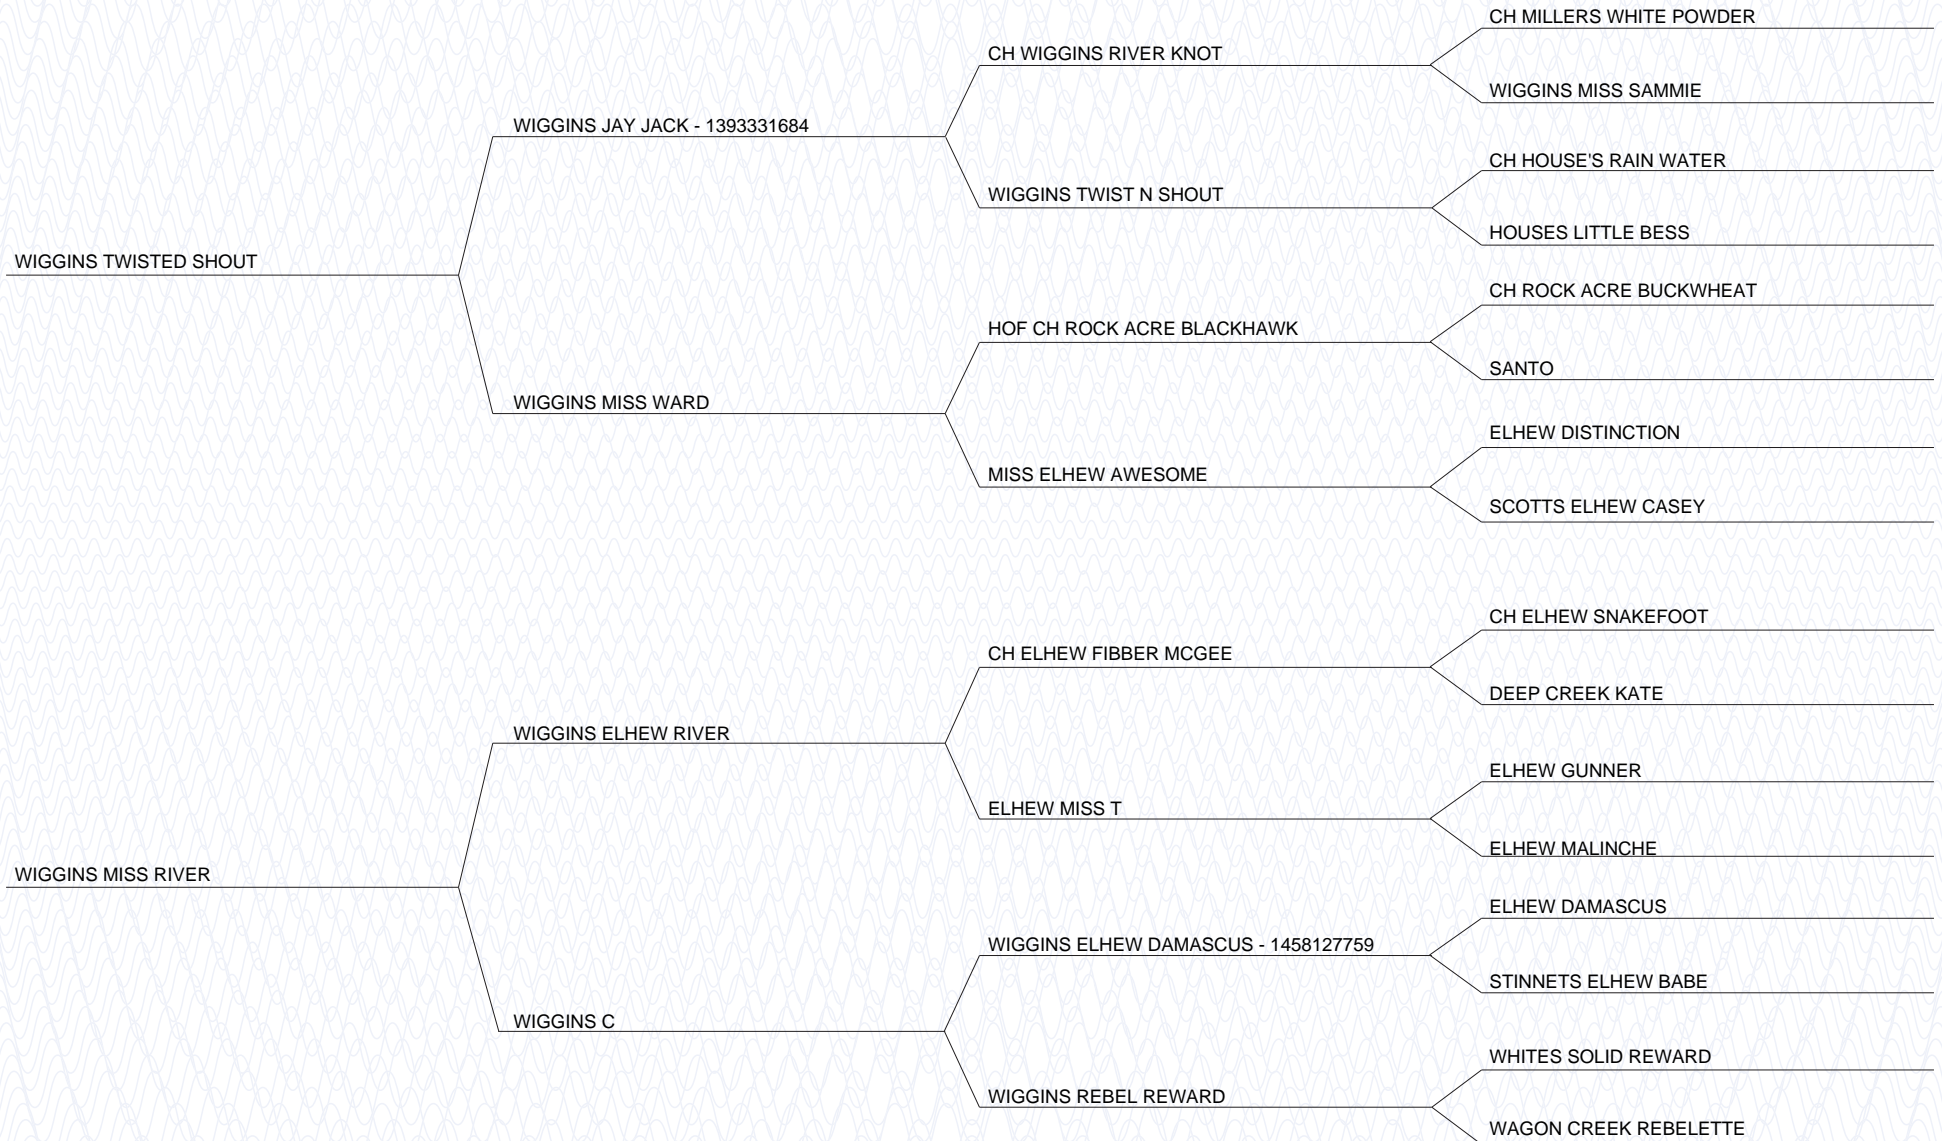 CH MILLERS WHITE POWDER
CH WIGGINS RIVER KNOT
WIGGINS MISS SAMMIE
WIGGINS JAY JACK - 1393331684
CH HOUSE'S RAIN WATER
WIGGINS TWIST N SHOUT
HOUSES LITTLE BESS
WIGGINS TWISTED SHOUT
CH ROCK ACRE BUCKWHEAT
HOF CH ROCK ACRE BLACKHAWK
SANTO
WIGGINS MISS WARD
ELHEW DISTINCTION
MISS ELHEW AWESOME
SCOTTS ELHEW CASEY
CH ELHEW SNAKEFOOT
CH ELHEW FIBBER MCGEE
DEEP CREEK KATE
WIGGINS ELHEW RIVER
ELHEW GUNNER
ELHEW MISS T
ELHEW MALINCHE
WIGGINS MISS RIVER
ELHEW DAMASCUS
WIGGINS ELHEW DAMASCUS - 1458127759
STINNETS ELHEW BABE
WIGGINS C
WHITES SOLID REWARD
WIGGINS REBEL REWARD
WAGON CREEK REBELETTE